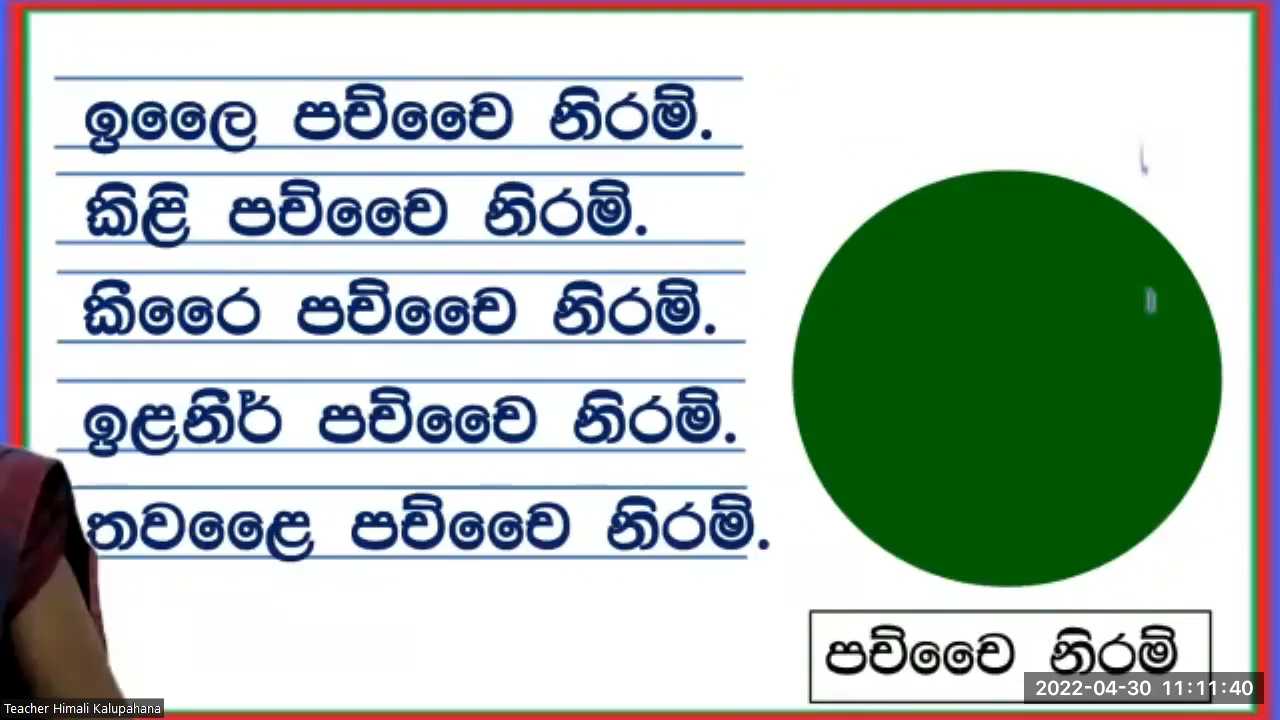 ඉලෛ පච්චෛ නිරම්.
කිළි පච්චෛ නිරම්.
කීරෛ පච්චෛ නිරම්.
ඉළනීර් පච්චෛ නිරම්.
තවළෛ පච්චෛ නිරම්.
පච්චෛ නිරම්
2022-04-30 11:11:40
Teacher Himali Kalupahana